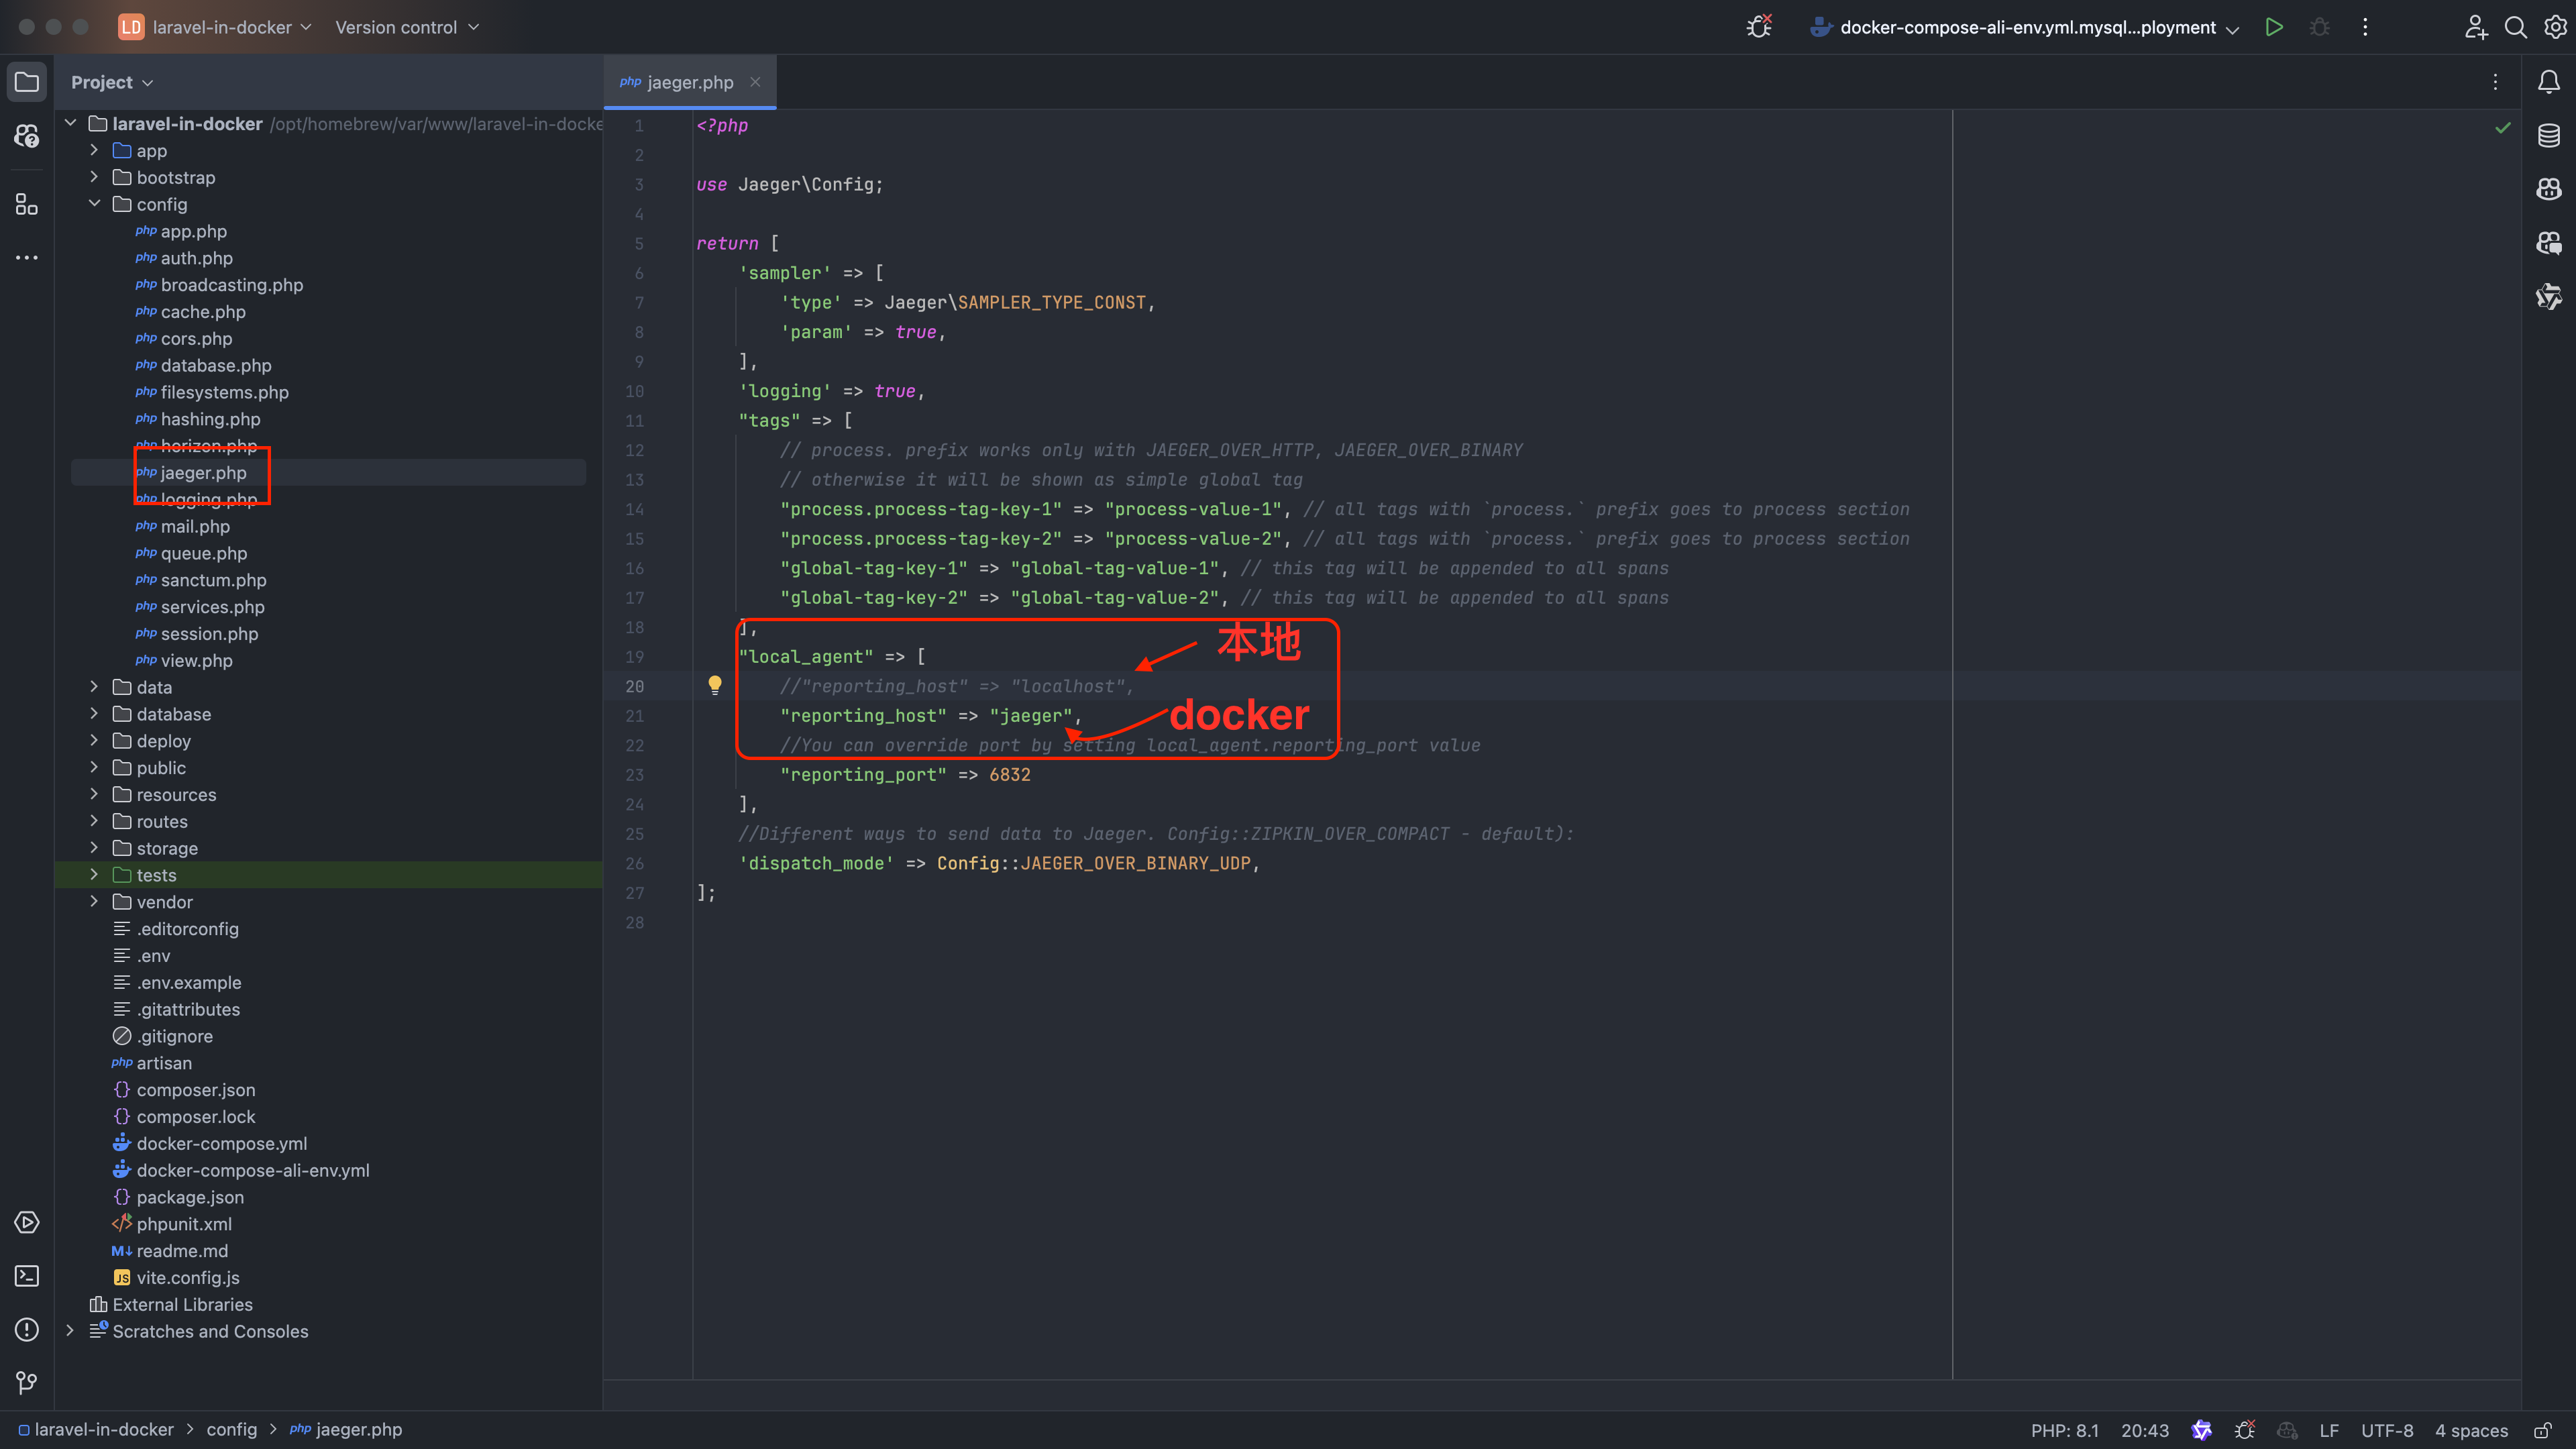 LD laravel-in-docker Version control docker-compose-ali-env.yml.mysql...ployment
Project
php jaeger.php
laravel-in-docker /opt/homebrew/var/www/laravel-in-docke
app
bootstrap
config
php app.php
php auth.php
php broadcasting.php
php cache.php
php cors.php
php database.php
php filesystems.php
php hashing.php
php horizon.php
php jaeger.php
php logging.php
php mail.php
php queue.php
php sanctum.php
php services.php
php session.php
php view.php
data
database
deploy
public
resources
routes
storage
tests
vendor
.editorconfig
.env
.env.example
.gitattributes
.gitignore
php artisan
{} composer.json
{} composer.lock
docker-compose.yml
docker-compose-ali-env.yml
{} package.json
</> phpunit.xml
M↓ readme.md
JS vite.config.js
External Libraries
Scratches and Consoles
1 <?php
2
3 use Jaeger\Config;
4
5 return [
6 'sampler' => [
7 'type' => Jaeger\SAMPLER_TYPE_CONST,
8 'param' => true,
9 ],
10 'logging' => true,
11 "tags" => [
12 // process. prefix works only with JAEGER_OVER_HTTP, JAEGER_OVER_BINARY
13 // otherwise it will be shown as simple global tag
14 "process.process-tag-key-1" => "process-value-1", // all tags with `process.` prefix goes to process section
15 "process.process-tag-key-2" => "process-value-2", // all tags with `process.` prefix goes to process section
16 "global-tag-key-1" => "global-tag-value-1", // this tag will be appended to all spans
17 "global-tag-key-2" => "global-tag-value-2", // this tag will be appended to all spans
18 ],
19 "local_agent" => [
本地
20 //"reporting_host" => "localhost",
21 "reporting_host" => "jaeger",
docker
22 //You can override port by setting local_agent.reporting_port value
23 "reporting_port" => 6832
24 ],
25 //Different ways to send data to Jaeger. Config::ZIPKIN_OVER_COMPACT - default):
26 'dispatch_mode' => Config::JAEGER_OVER_BINARY_UDP,
27 ];
28
laravel-in-docker > config > php jaeger.php
PHP: 8.1 20:43 LF UTF-8 4 spaces